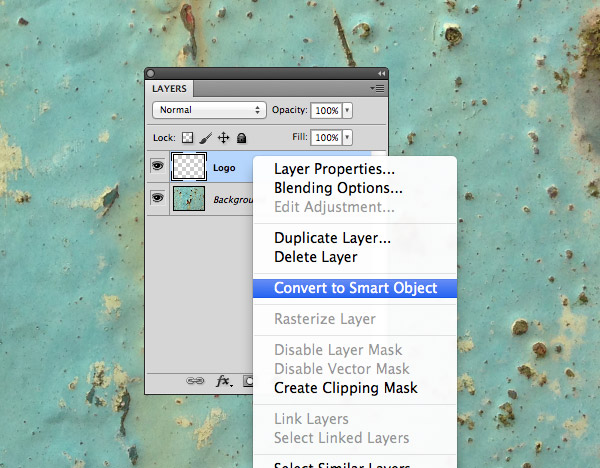 LAYERS
Normal Opacity: 100%
Lock: Fill: 100%
Logo
Backgrou
fx.
Layer Properties...
Blending Options...
Edit Adjustment...
Duplicate Layer...
Delete Layer
Convert to Smart Object
Rasterize Layer
Disable Layer Mask
Disable Vector Mask
Create Clipping Mask
Link Layers
Select Linked Layers
Select Similar Layers